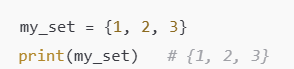 my_set = {1, 2, 3}
print(my_set)   # {1, 2, 3}